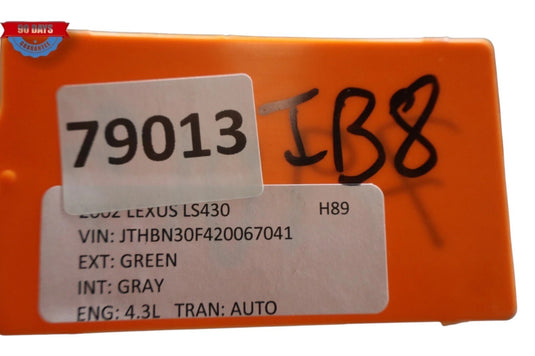 90 DAYS
GUARANTEE
79013
IB8
2002 LEXUS LS430 H89
VIN: JTHBN30F420067041
EXT: GREEN
INT: GRAY
ENG: 4.3L TRAN: AUTO